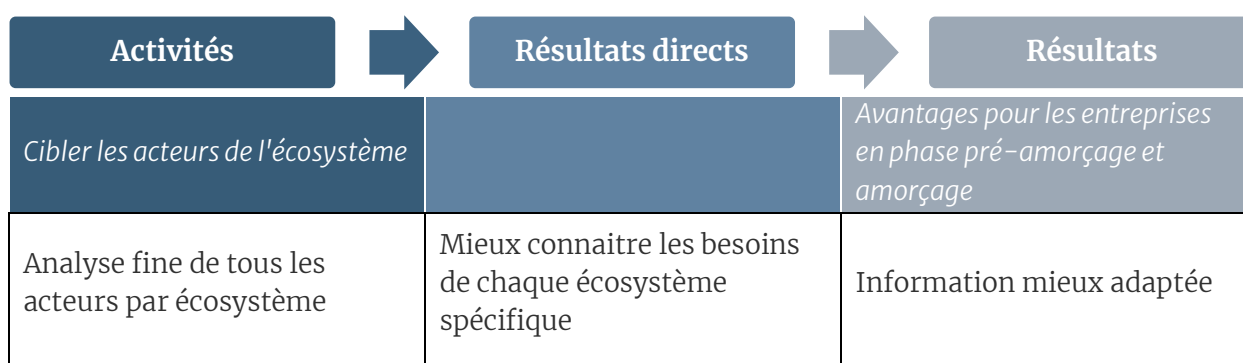 Activités
Résultats directs
Résultats
Cibler les acteurs de l'écosystème
Avantages pour les entreprises
en phase pré-amorçage et
amorçage
Analyse fine de tous les
acteurs par écosystème
Mieux connaitre les besoins
de chaque écosystème
spécifique
Information mieux adaptée